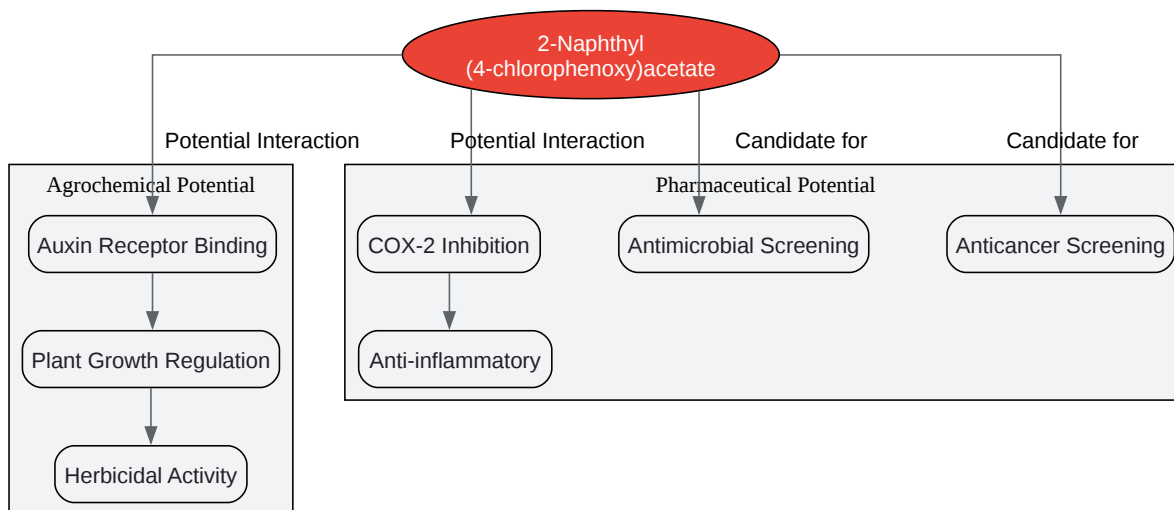 2-Naphthyl
(4-chlorophenoxy)acetate
Potential Interaction
Potential Interaction
Candidate for
Candidate for
Agrochemical Potential
Pharmaceutical Potential
Auxin Receptor Binding
COX-2 Inhibition
Antimicrobial Screening
Anticancer Screening
Plant Growth Regulation
Anti-inflammatory
Herbicidal Activity